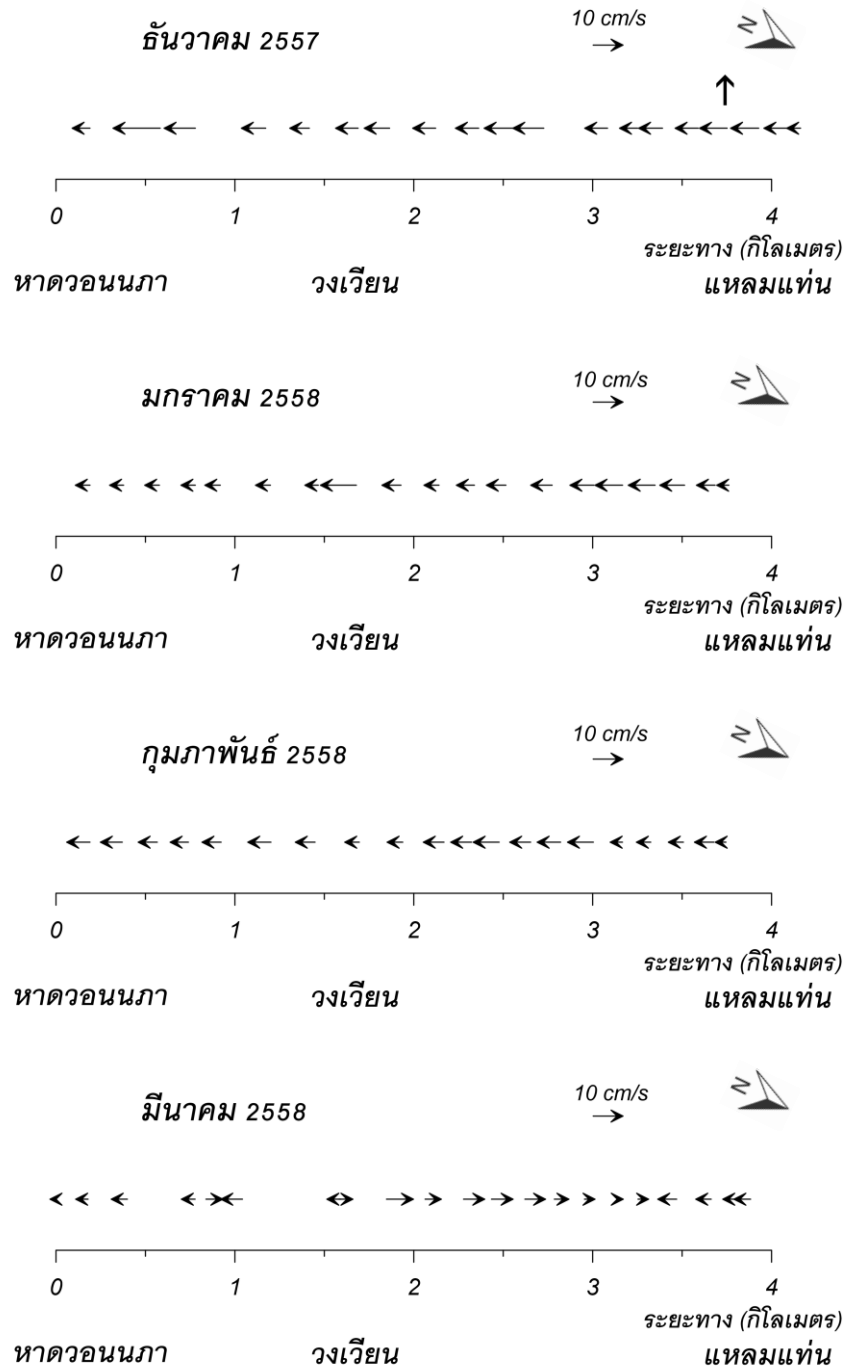 ธันวาคม 2557
10 cm/s
N
0 1 2 3 4
ระยะทาง (กิโลเมตร)
หาดวอนนภา วงเวียน แหลมแท่น
มกราคม 2558
10 cm/s
N
0 1 2 3 4
ระยะทาง (กิโลเมตร)
หาดวอนนภา วงเวียน แหลมแท่น
กุมภาพันธ์ 2558
10 cm/s
N
0 1 2 3 4
ระยะทาง (กิโลเมตร)
หาดวอนนภา วงเวียน แหลมแท่น
มีนาคม 2558
10 cm/s
N
0 1 2 3 4
ระยะทาง (กิโลเมตร)
หาดวอนนภา วงเวียน แหลมแท่น